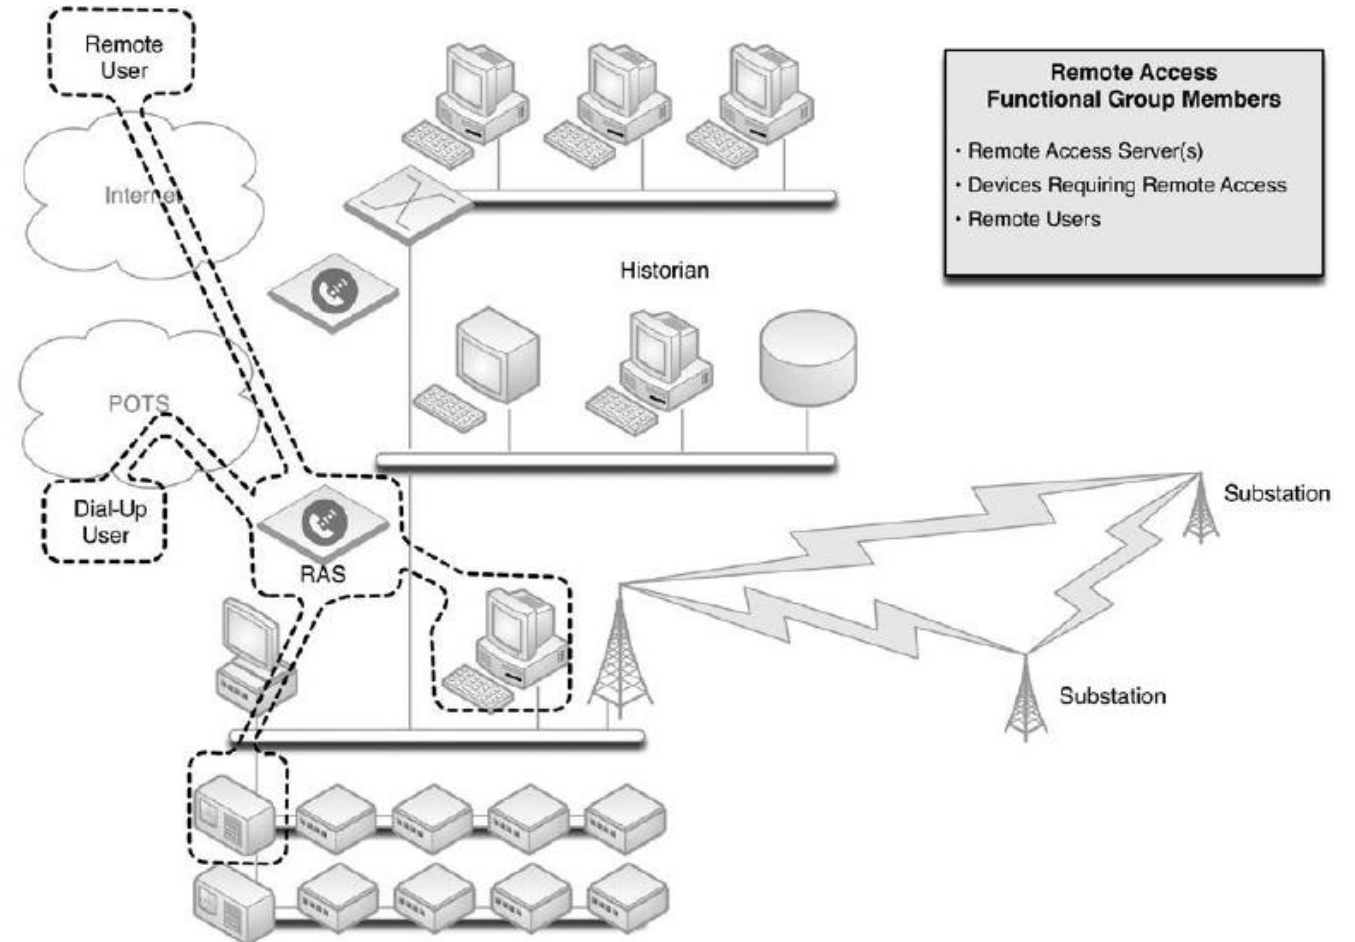 Remote
User
Internet
POTS
Dial-Up
User
RAS
Historian
Remote Access
Functional Group Members
· Remote Access Server(s)
· Devices Requiring Remote Access
· Remote Users
Substation
Substation